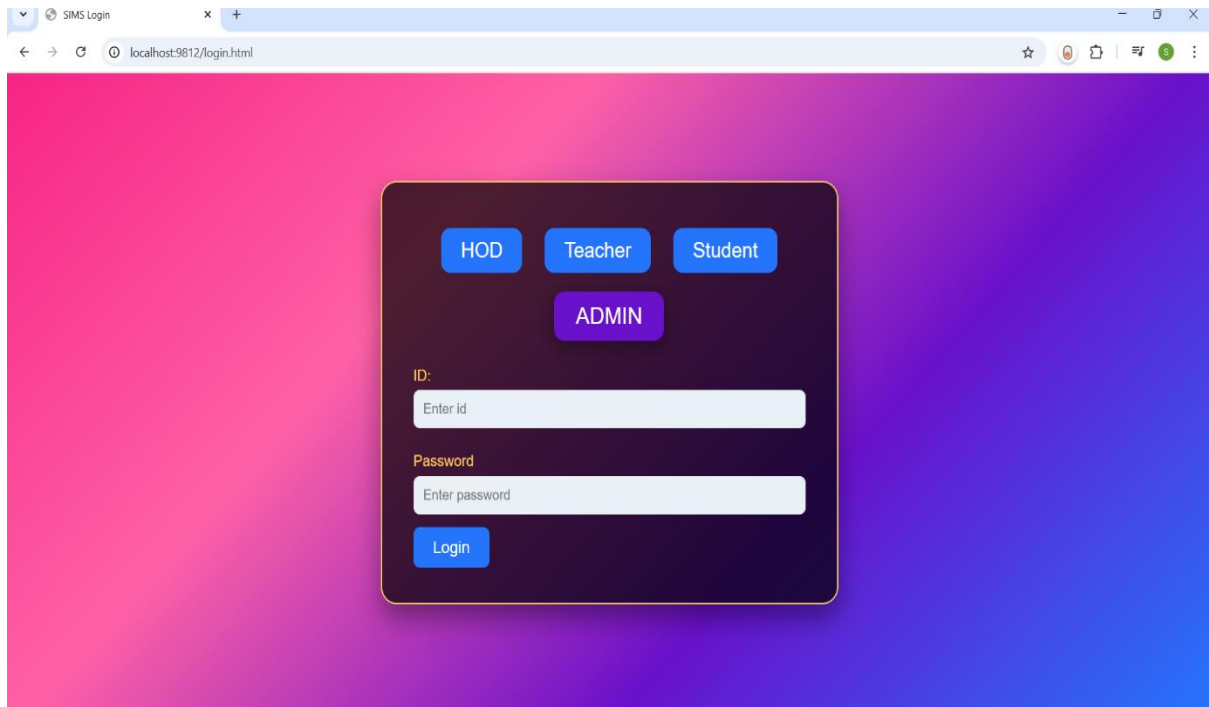 SIMS Login
localhost:9812/login.html
S
HOD Teacher Student
ADMIN
ID:
Enter id
Password
Enter password
Login